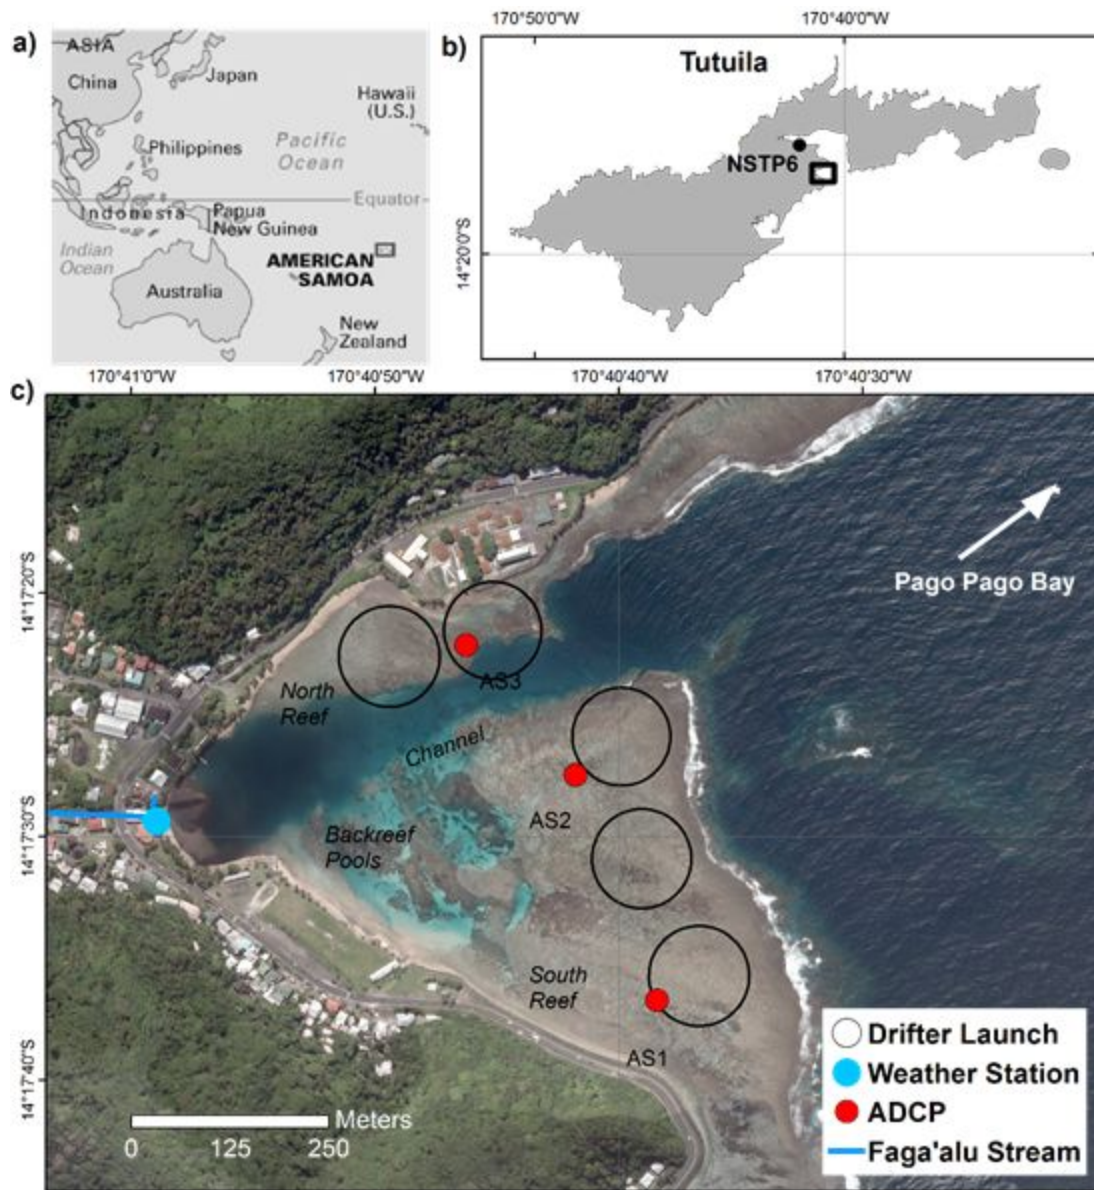 a)
ASIA
China
Japan
Hawaii
(U.S.)
Pacific
Ocean
Philippines
Equator
Indonesia
Papua
New Guinea
Indian
Ocean
AMERICAN
SAMOA
Australia
New
Zealand
170°50'0"W
170°40'0"W
b)
Tutuila
NSTP6
14°20'0"S
170°41'0"W
170°40'50"W
170°40'40"W
170°40'30"W
c)
Pago Pago Bay
14°17'20"S
North
Reef
AS3
Channel
AS2
14°17'30"S
Backreef
Pools
South
Reef
AS1
14°17'40"S
Meters
0
125
250
Drifter Launch
Weather Station
ADCP
Faga'alu Stream